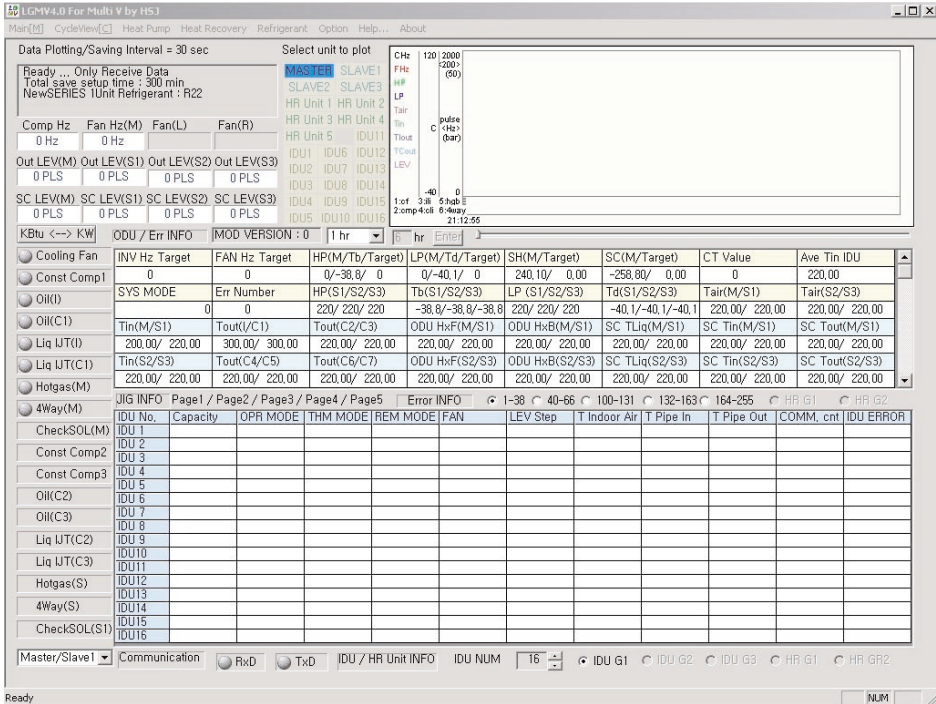 LGMV4.0 For Multi V by HSJ
Main[M] CycleView[C] Heat Pump Heat Recovery Refrigerant Option Help... About
Data Plotting/Saving Interval = 30 sec
Ready ... Only Receive Data
Total save setup time : 300 min
NewSERIES 1Unit Refrigerant : R22
Comp Hz Fan Hz(M) Fan(L) Fan(R)
0 Hz 0 Hz
Out LEV(M) Out LEV(S1) Out LEV(S2) Out LEV(S3)
0 PLS 0 PLS 0 PLS 0 PLS
SC LEV(M) SC LEV(S1) SC LEV(S2) SC LEV(S3)
0 PLS 0 PLS 0 PLS 0 PLS
Select unit to plot
MASTER SLAVE1
SLAVE2 SLAVE3
HR Unit 1 HR Unit 2
HR Unit 3 HR Unit 4
HR Unit 5 IDU11
IDU1 IDU6 IDU12
IDU2 IDU7 IDU13
IDU3 IDU8 IDU14
IDU4 IDU9 IDU15
IDU5 IDU10 IDU16
CHz 120 2000
FHz <200>
(50)
HP
LP
Tair
Tin pulse
C <Hz>
Tlout (bar)
TCout
LEV
-40 0
1:of 3:ili 5:hgb
2:omp 4:oli 6:4way
21:12:55
KBtu <--> KW ODU / Err INFO MOD VERSION : 0 1 hr 6 hr Enter
Cooling Fan
Const Comp1
Oil(I)
Oil(C1)
Liq IJT(I)
Liq IJT(C1)
Hotgas(M)
4Way(M)
CheckSOL(M)
Const Comp2
Const Comp3
Oil(C2)
Oil(C3)
Liq IJT(C2)
Liq IJT(C3)
Hotgas(S)
4Way(S)
CheckSOL(S1)
INV Hz Target FAN Hz Target HP(M/Tb/Target) LP(M/Td/Target) SH(M/Target) SC(M/Target) CT Value Ave Tin IDU
0 0 0/-38,8/ 0 0/-40,1/ 0 240,10/ 0,00 -258,80/ 0,00 0 220,00
SYS MODE Err Number HP(S1/S2/S3) Tb(S1/S2/S3) LP (S1/S2/S3) Td(S1/S2/S3) Tair(M/S1) Tair(S2/S3)
0 0 220/ 220/ 220 -38,8/-38,8/-38,8 220/ 220/ 220 -40,1/-40,1/-40,1 220,00/ 220,00 220,00/ 220,00
Tin(M/S1) Tout(I/C1) Tout(C2/C3) ODU HxF(M/S1) ODU HxB(M/S1) SC TLiq(M/S1) SC Tin(M/S1) SC Tout(M/S1)
200,00/ 220,00 300,00/ 300,00 220,00/ 220,00 220,00/ 220,00 220,00/ 220,00 220,00/ 220,00 220,00/ 220,00 220,00/ 220,00
Tin(S2/S3) Tout(C4/C5) Tout(C6/C7) ODU HxF(S2/S3) ODU HxB(S2/S3) SC TLiq(S2/S3) SC Tin(S2/S3) SC Tout(S2/S3)
220,00/ 220,00 220,00/ 220,00 220,00/ 220,00 220,00/ 220,00 220,00/ 220,00 220,00/ 220,00 220,00/ 220,00 220,00/ 220,00
JIG INFO Page1 / Page2 / Page3 / Page4 / Page5 Error INFO 1-38 40-66 100-131 132-163 164-255 HR G1 HR G2
IDU No, Capacity OPR MODE THM MODE REM MODE FAN LEV Step T Indoor Air T Pipe In T Pipe Out COMM, cnt IDU ERROR
IDU 1
IDU 2
IDU 3
IDU 4
IDU 5
IDU 6
IDU 7
IDU 8
IDU 9
IDU10
IDU11
IDU12
IDU13
IDU14
IDU15
IDU16
Master/Slave1 Communication RxD TxD IDU / HR Unit INFO IDU NUM 16 IDU G1 IDU G2 IDU G3 HR G1 HR GR2
Ready NUM